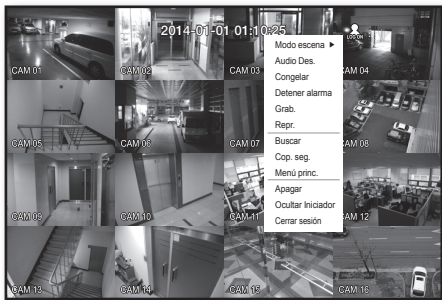 2014-01-01 01:10:25
LOG ON
CAM 01
CAM 02
CAM 03
CAM 04
Modo escena
Audio Des.
Congelar
Detener alarma
Grab.
Repr.
Buscar
Cop. seg.
Menú princ.
Apagar
Ocultar Iniciador
Cerrar sesión
CAM 05
CAM 06
CAM 07
CAM 08
CAM 09
CAM 10
CAM 11
CAM 12
CAM 13
CAM 14
CAM 15
CAM 16